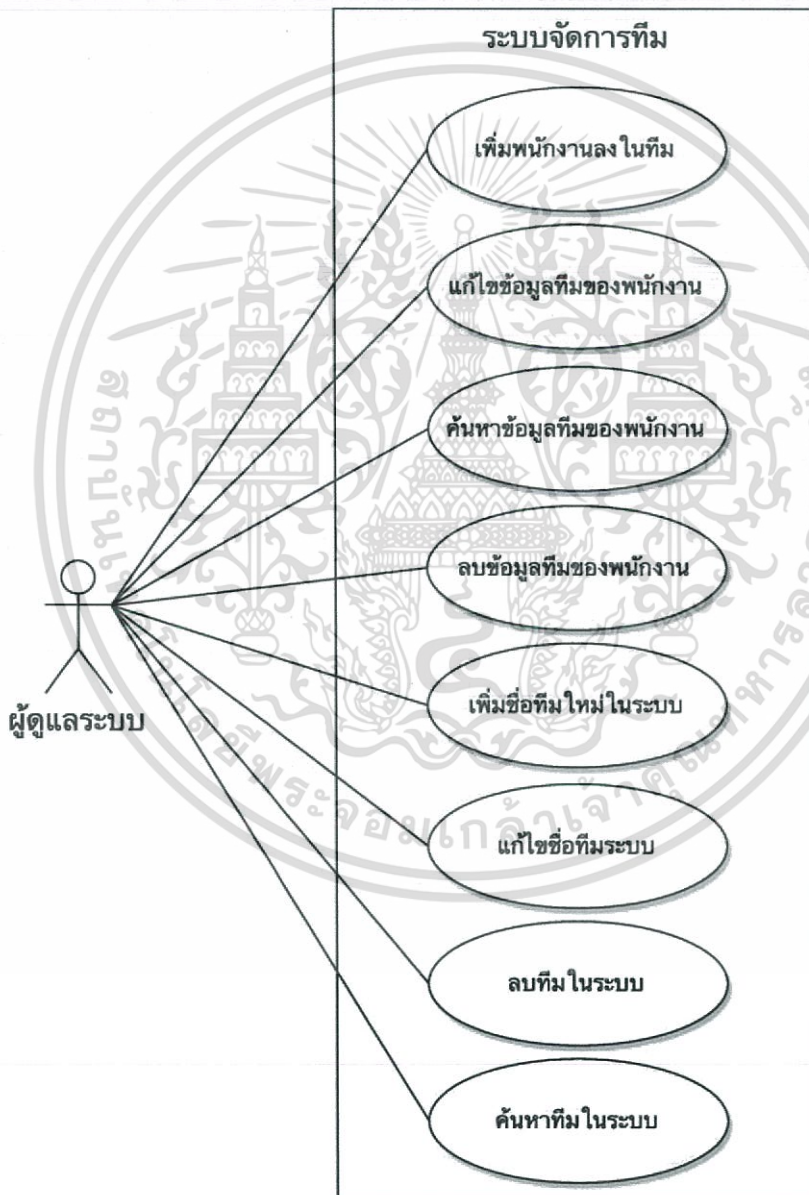 ระบบจัดการทีม
เพิ่มพนักงานลงในทีม
แก้ไขข้อมูลทีมของพนักงาน
ค้นหาข้อมูลทีมของพนักงาน
ลบข้อมูลทีมของพนักงาน
ผู้ดูแลระบบ
เพิ่มชื่อทีมใหม่ในระบบ
แก้ไขชื่อทีมระบบ
ลบทีมในระบบ
ค้นหาทีมในระบบ